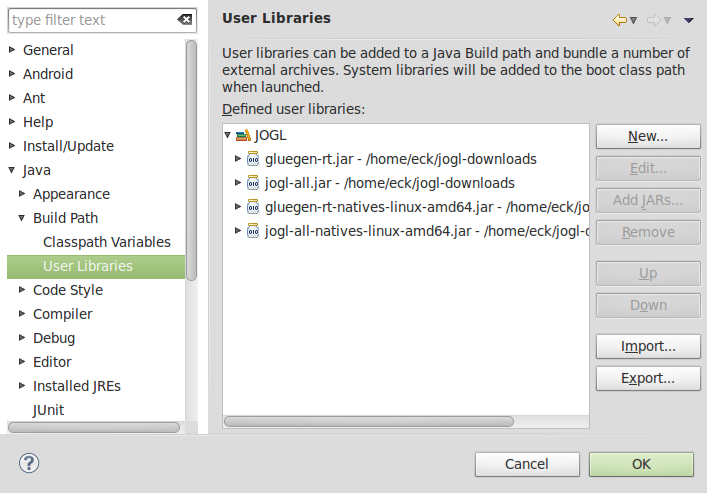 type filter text
General
Android
Ant
Help
Install/Update
Java
Appearance
Build Path
Classpath Variables
User Libraries
Code Style
Compiler
Debug
Editor
Installed JREs
JUnit
User Libraries
User libraries can be added to a Java Build path and bundle a number of
external archives. System libraries will be added to the boot class path
when launched.
Defined user libraries:
JOGL
gluegen-rt.jar - /home/eck/jogl-downloads
jogl-all.jar - /home/eck/jogl-downloads
gluegen-rt-natives-linux-amd64.jar - /home/eck/jo
jogl-all-natives-linux-amd64.jar - /home/eck/jogl-d
New...
Edit...
Add JARs...
Remove
Up
Down
Import...
Export...
?
Cancel
OK